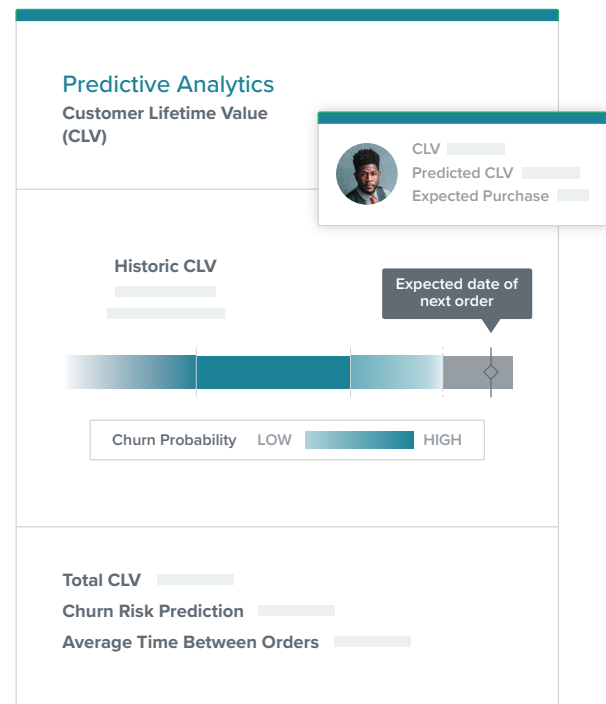 Predictive Analytics
Customer Lifetime Value
(CLV)
CLV
Predicted CLV
Expected Purchase
Historic CLV
Expected date of
next order
Churn Probability LOW HIGH
Total CLV
Churn Risk Prediction
Average Time Between Orders